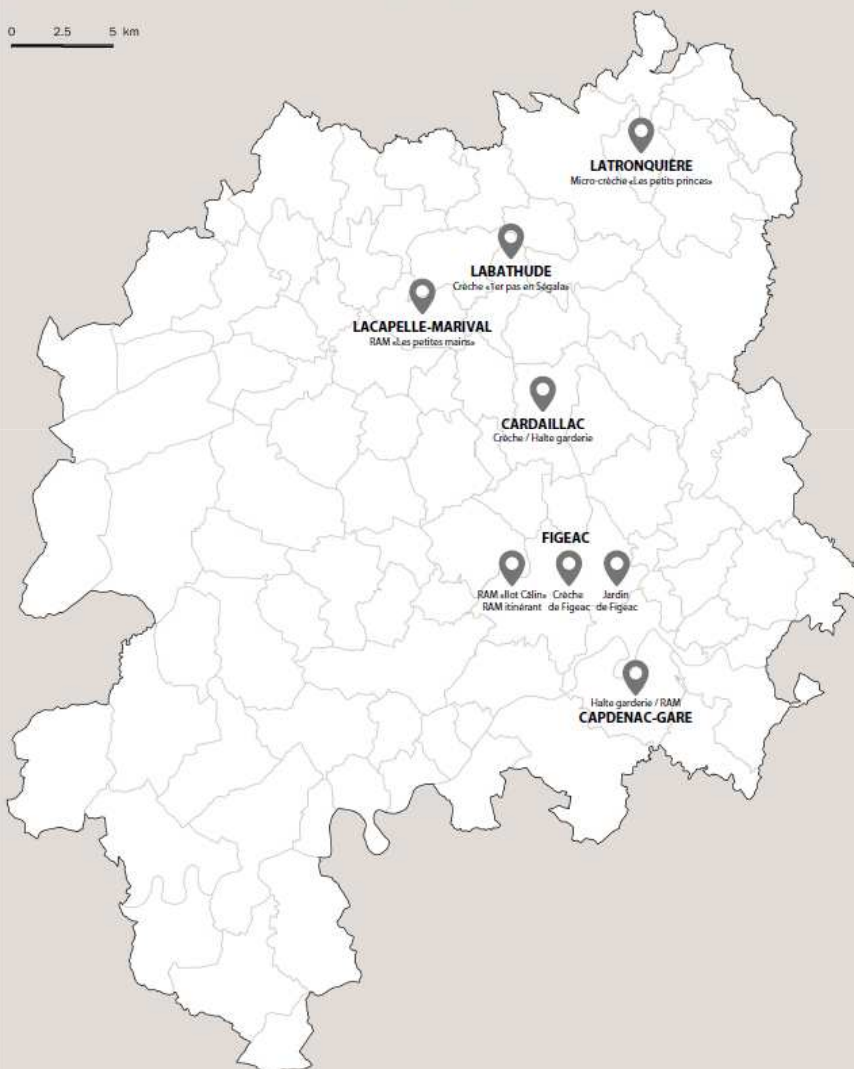 0 2.5 5 km
LATRONQUIÈRE
Micro-crèche «Les petits princes»
LABATHUDE
Crèche «1er pas en Ségala»
LACAPELLE-MARIVAL
RAM «Les petites mains»
CARDAILLAC
Crèche / Halte garderie
FIGEAC
RAM «Ilot Câlin»
RAM itinérant
Crèche
de Figeac
Jardin
de Figeac
Halte garderie / RAM
CAPDENAC-GARE